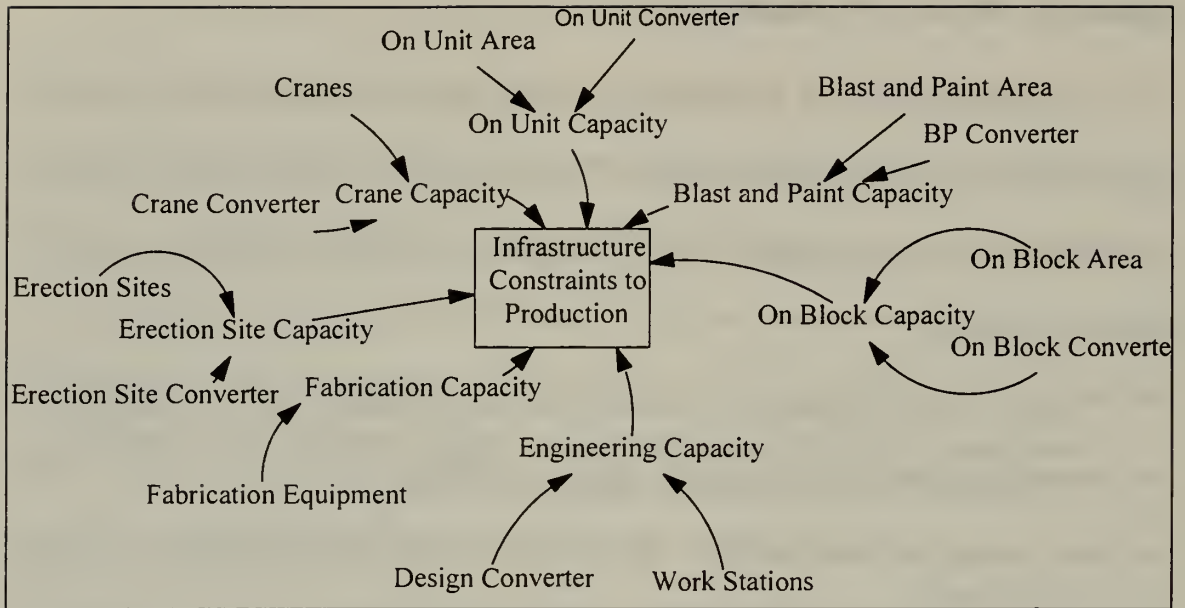 On Unit Converter
On Unit Area
Cranes
Blast and Paint Area
On Unit Capacity
BP Converter
Crane Converter
Crane Capacity
Blast and Paint Capacity
Infrastructure
Constraints to
Production
On Block Area
Erection Sites
Erection Site Capacity
On Block Capacity
On Block Converte
Erection Site Converter
Fabrication Capacity
Engineering Capacity
Fabrication Equipment
Design Converter
Work Stations